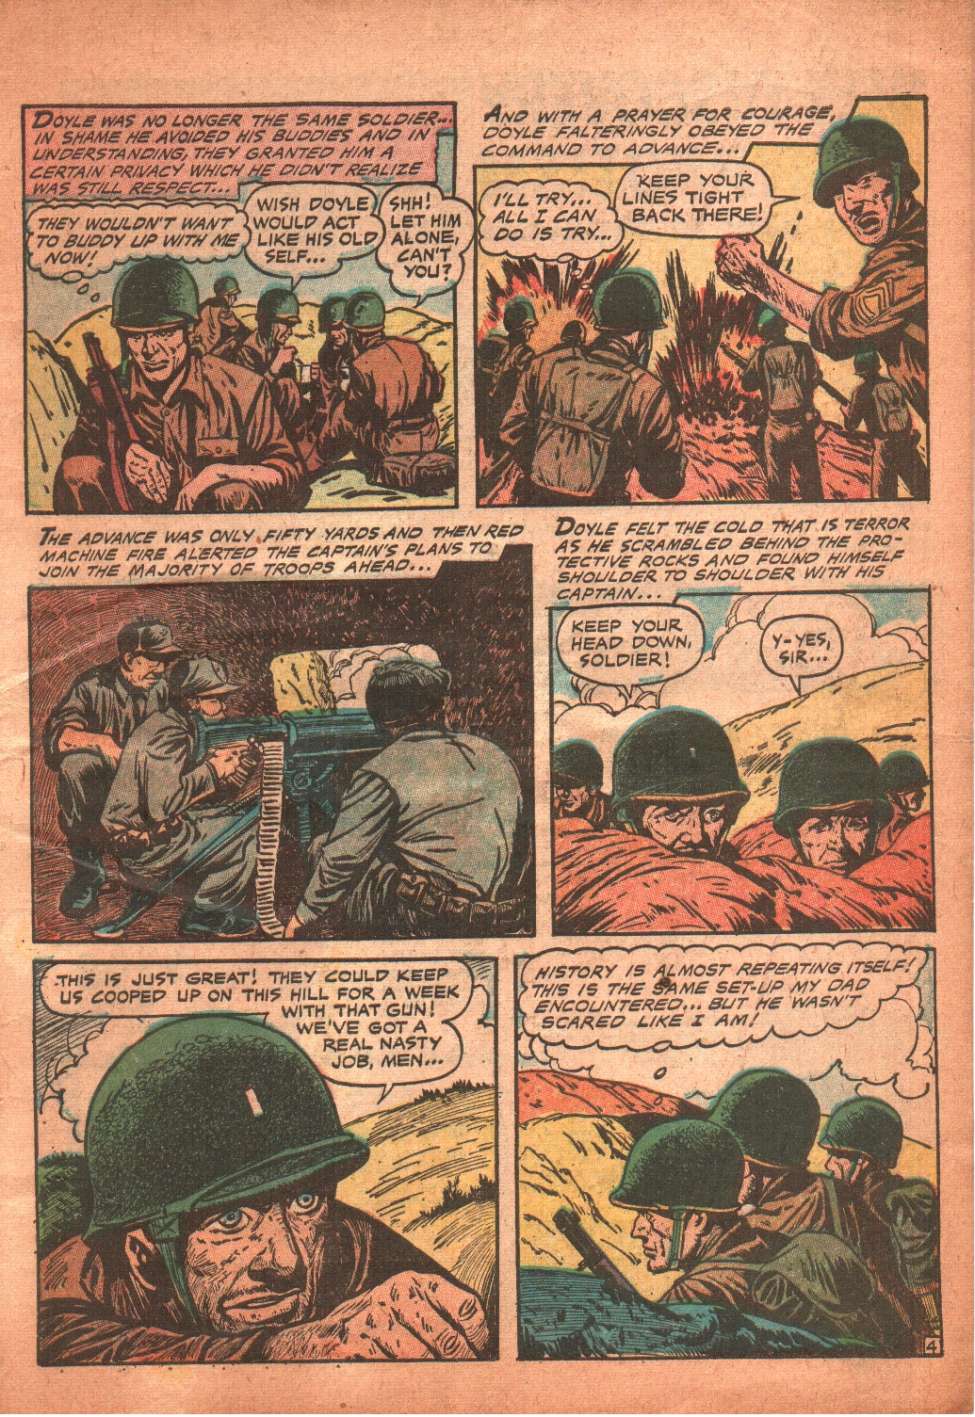 DOYLE WAS NO LONGER THE SAME SOLDIER...
IN SHAME HE AVOIDED HIS BUDDIES AND IN
UNDERSTANDING, THEY GRANTED HIM A
CERTAIN PRIVACY WHICH HE DIDN'T REALIZE
WAS STILL RESPECT...
THEY WOULDN'T WANT
TO BUDDY UP WITH ME
NOW!
WISH DOYLE
WOULD ACT
LIKE HIS OLD
SELF...
SHH!
LET HIM
ALONE,
CAN'T
YOU?
AND WITH A PRAYER FOR COURAGE,
DOYLE FALTERINGLY OBEYED THE
COMMAND TO ADVANCE...
I'LL TRY...
ALL I CAN
DO IS TRY...
KEEP YOUR
LINES TIGHT
BACK THERE!
THE ADVANCE WAS ONLY FIFTY YARDS AND THEN RED
MACHINE FIRE ALERTED THE CAPTAIN'S PLANS TO
JOIN THE MAJORITY OF TROOPS AHEAD...
DOYLE FELT THE COLD THAT IS TERROR
AS HE SCRAMBLED BEHIND THE PRO-
TECTIVE ROCKS AND FOUND HIMSELF
SHOULDER TO SHOULDER WITH HIS
CAPTAIN...
KEEP YOUR
HEAD DOWN,
SOLDIER!
Y-YES,
SIR...
THIS IS JUST GREAT! THEY COULD KEEP
US COOPED UP ON THIS HILL FOR A WEEK
WITH THAT GUN!
WE'VE GOT A
REAL NASTY
JOB, MEN...
HISTORY IS ALMOST REPEATING ITSELF!
THIS IS THE SAME SET-UP MY DAD
ENCOUNTERED... BUT HE WASN'T
SCARED LIKE I AM!
4